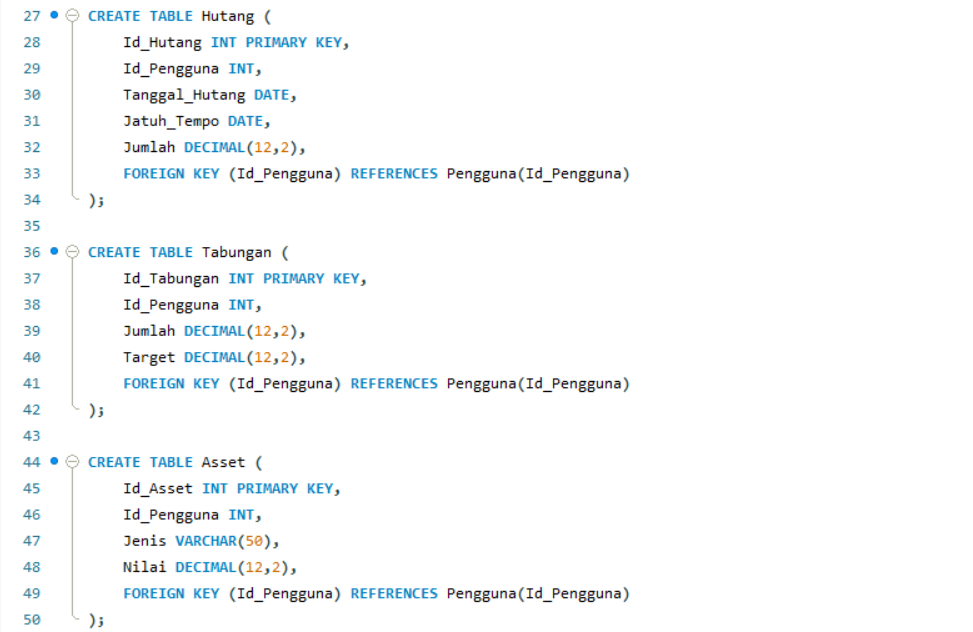 27 CREATE TABLE Hutang (
28 Id_Hutang INT PRIMARY KEY,
29 Id_Pengguna INT,
30 Tanggal_Hutang DATE,
31 Jatuh_Tempo DATE,
32 Jumlah DECIMAL(12,2),
33 FOREIGN KEY (Id_Pengguna) REFERENCES Pengguna(Id_Pengguna)
34 );
35
36 CREATE TABLE Tabungan (
37 Id_Tabungan INT PRIMARY KEY,
38 Id_Pengguna INT,
39 Jumlah DECIMAL(12,2),
40 Target DECIMAL(12,2),
41 FOREIGN KEY (Id_Pengguna) REFERENCES Pengguna(Id_Pengguna)
42 );
43
44 CREATE TABLE Asset (
45 Id_Asset INT PRIMARY KEY,
46 Id_Pengguna INT,
47 Jenis VARCHAR(50),
48 Nilai DECIMAL(12,2),
49 FOREIGN KEY (Id_Pengguna) REFERENCES Pengguna(Id_Pengguna)
50 );